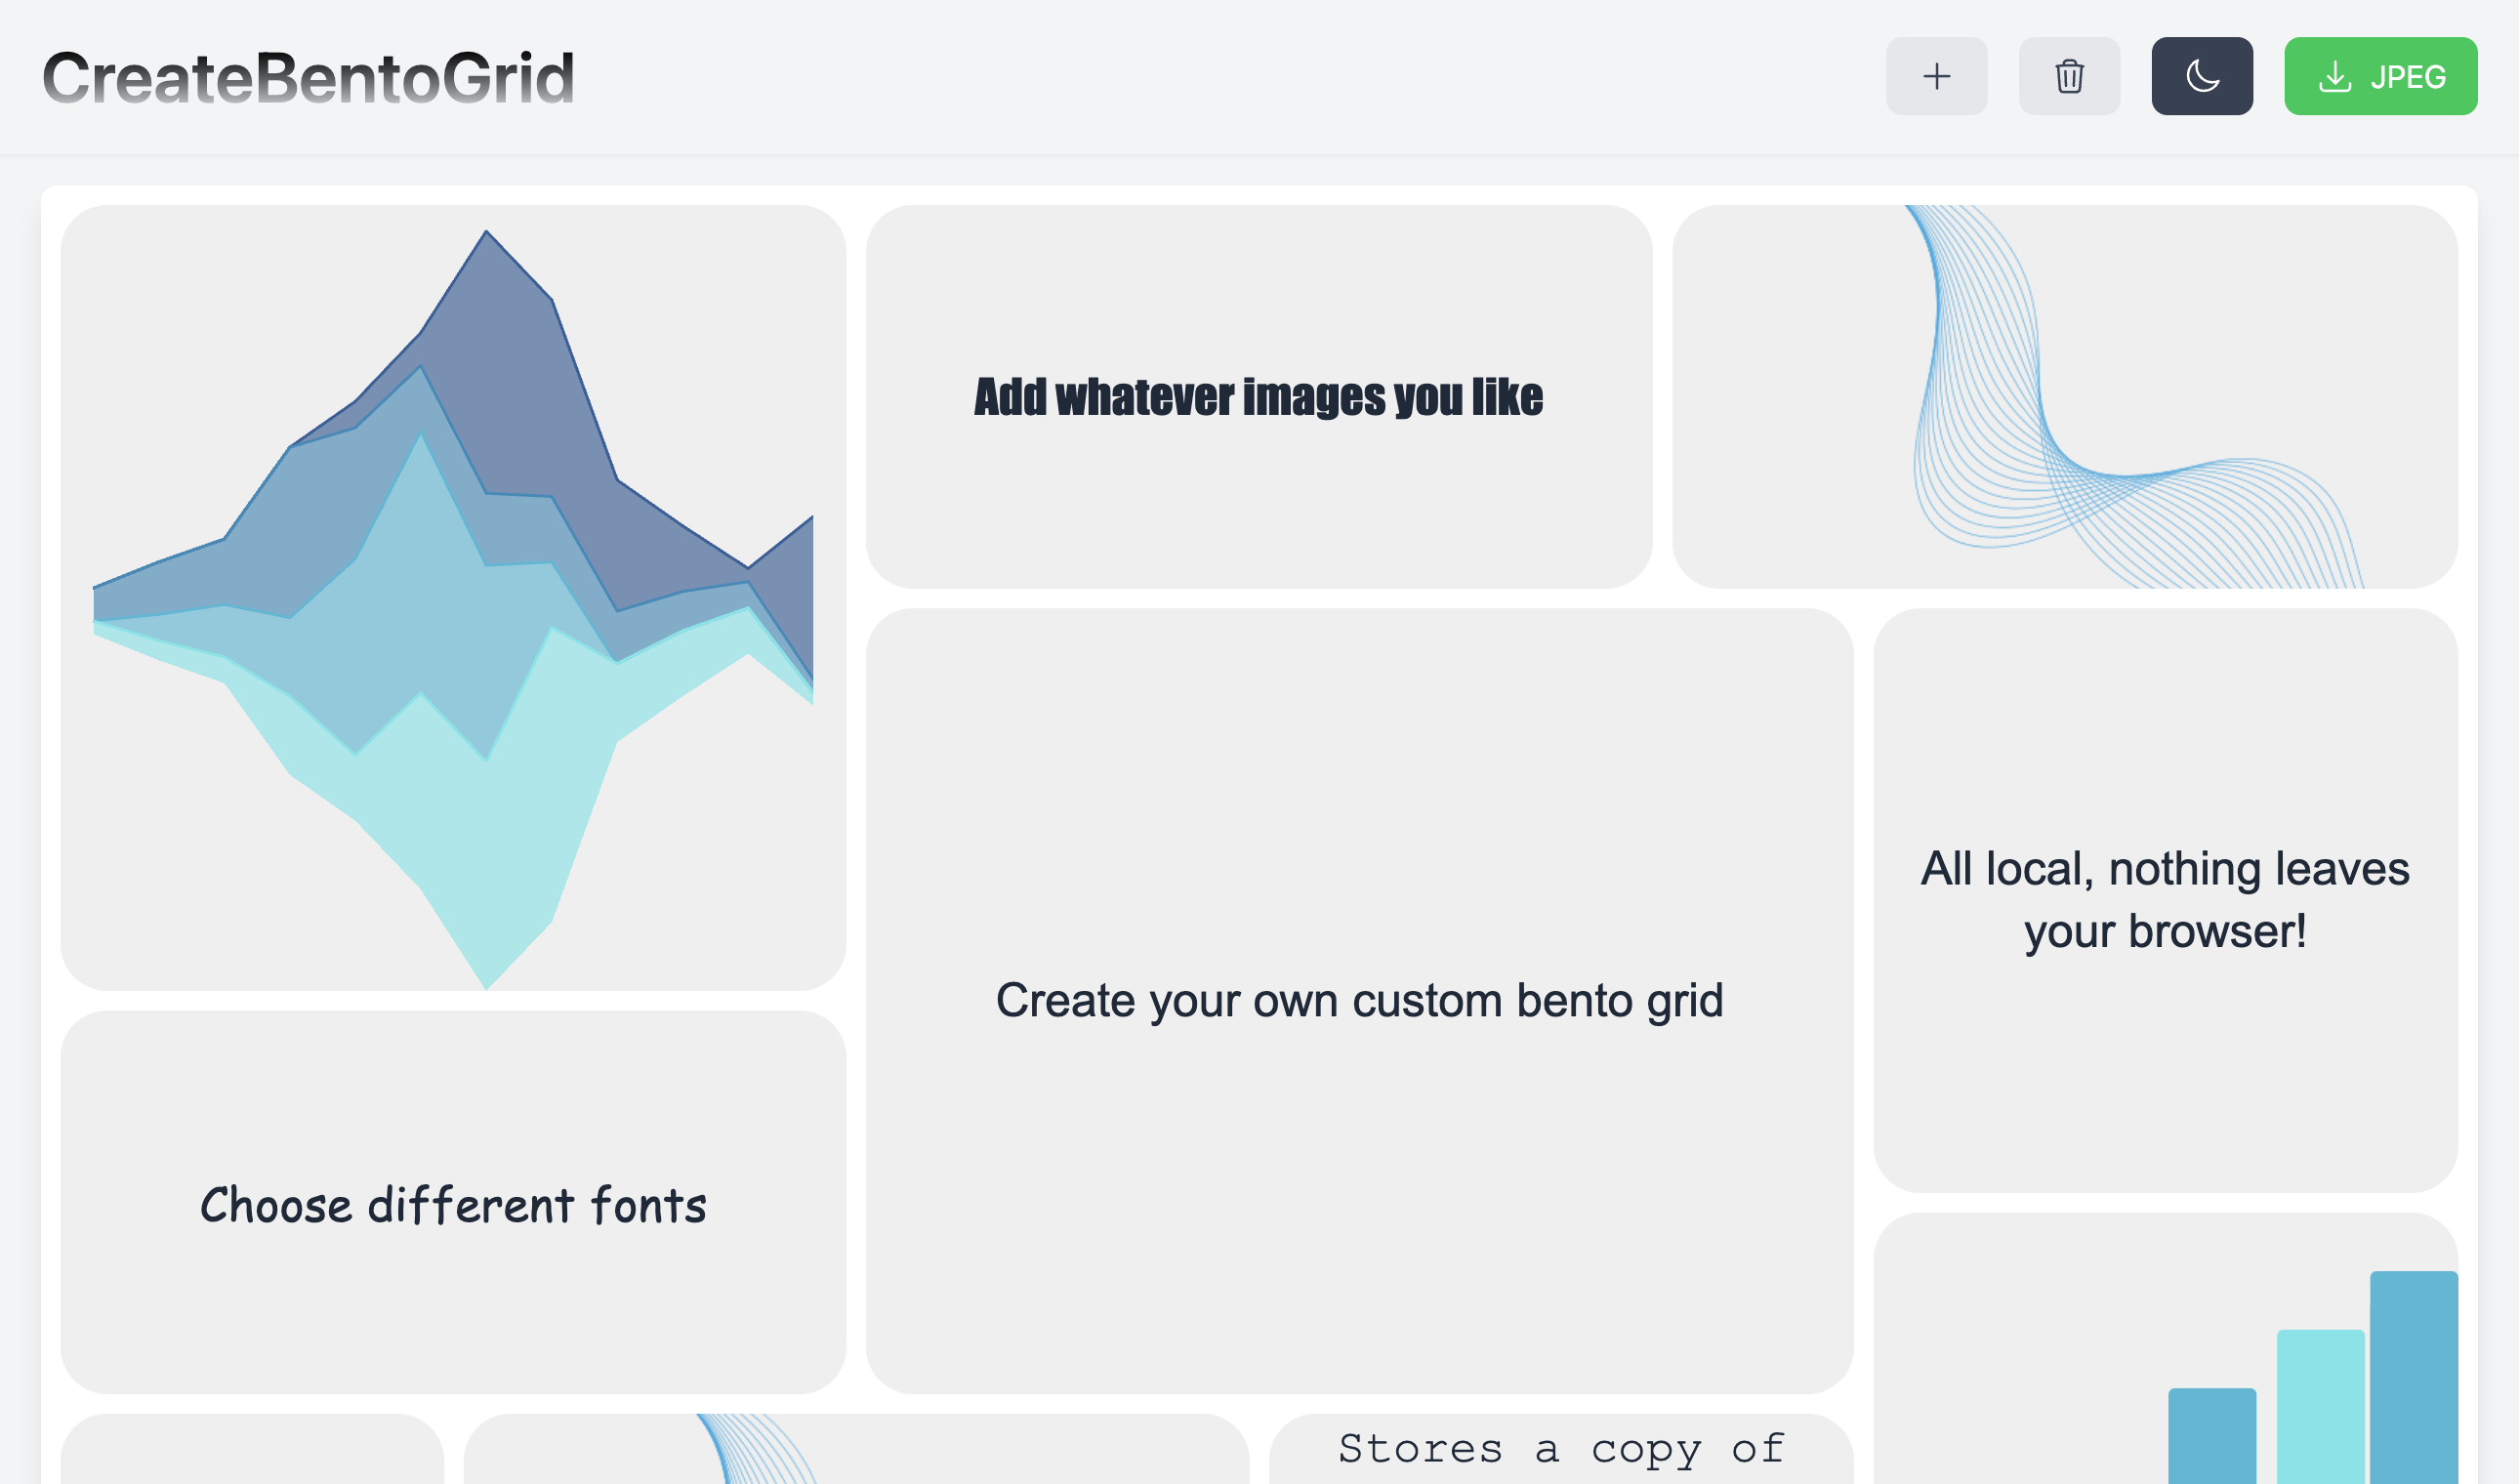 CreateBentoGrid
JPEG
Add whatever images you like
All local, nothing leaves
your browser!
Create your own custom bento grid
Choose different fonts
Stores a copy of